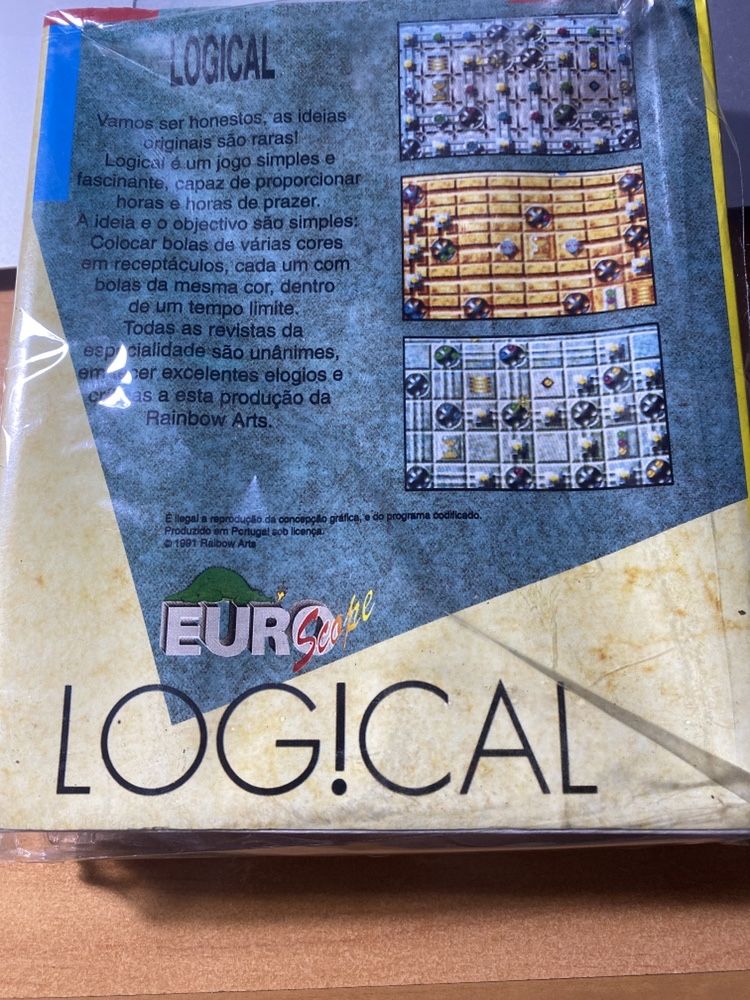 LOGICAL
Vamos ser honestos, as ideias
originais são raras!
Logical é um jogo simples e
fascinante, capaz de proporcionar
horas e horas de prazer.
A ideia e o objectivo são simples:
Colocar bolas de várias cores
em receptáculos, cada um com
bolas da mesma cor, dentro
de um tempo limite.
Todas as revistas da
especialidade são unânimes,
excelentes elogios e
a esta produção da
Rainbow Arts.
É ilegal a reprodução da concepção gráfica, e do programa codificado.
Produzido em Portugal sob licença.
© 1991 Raibow Arts
EURO Scope
LOG!CAL